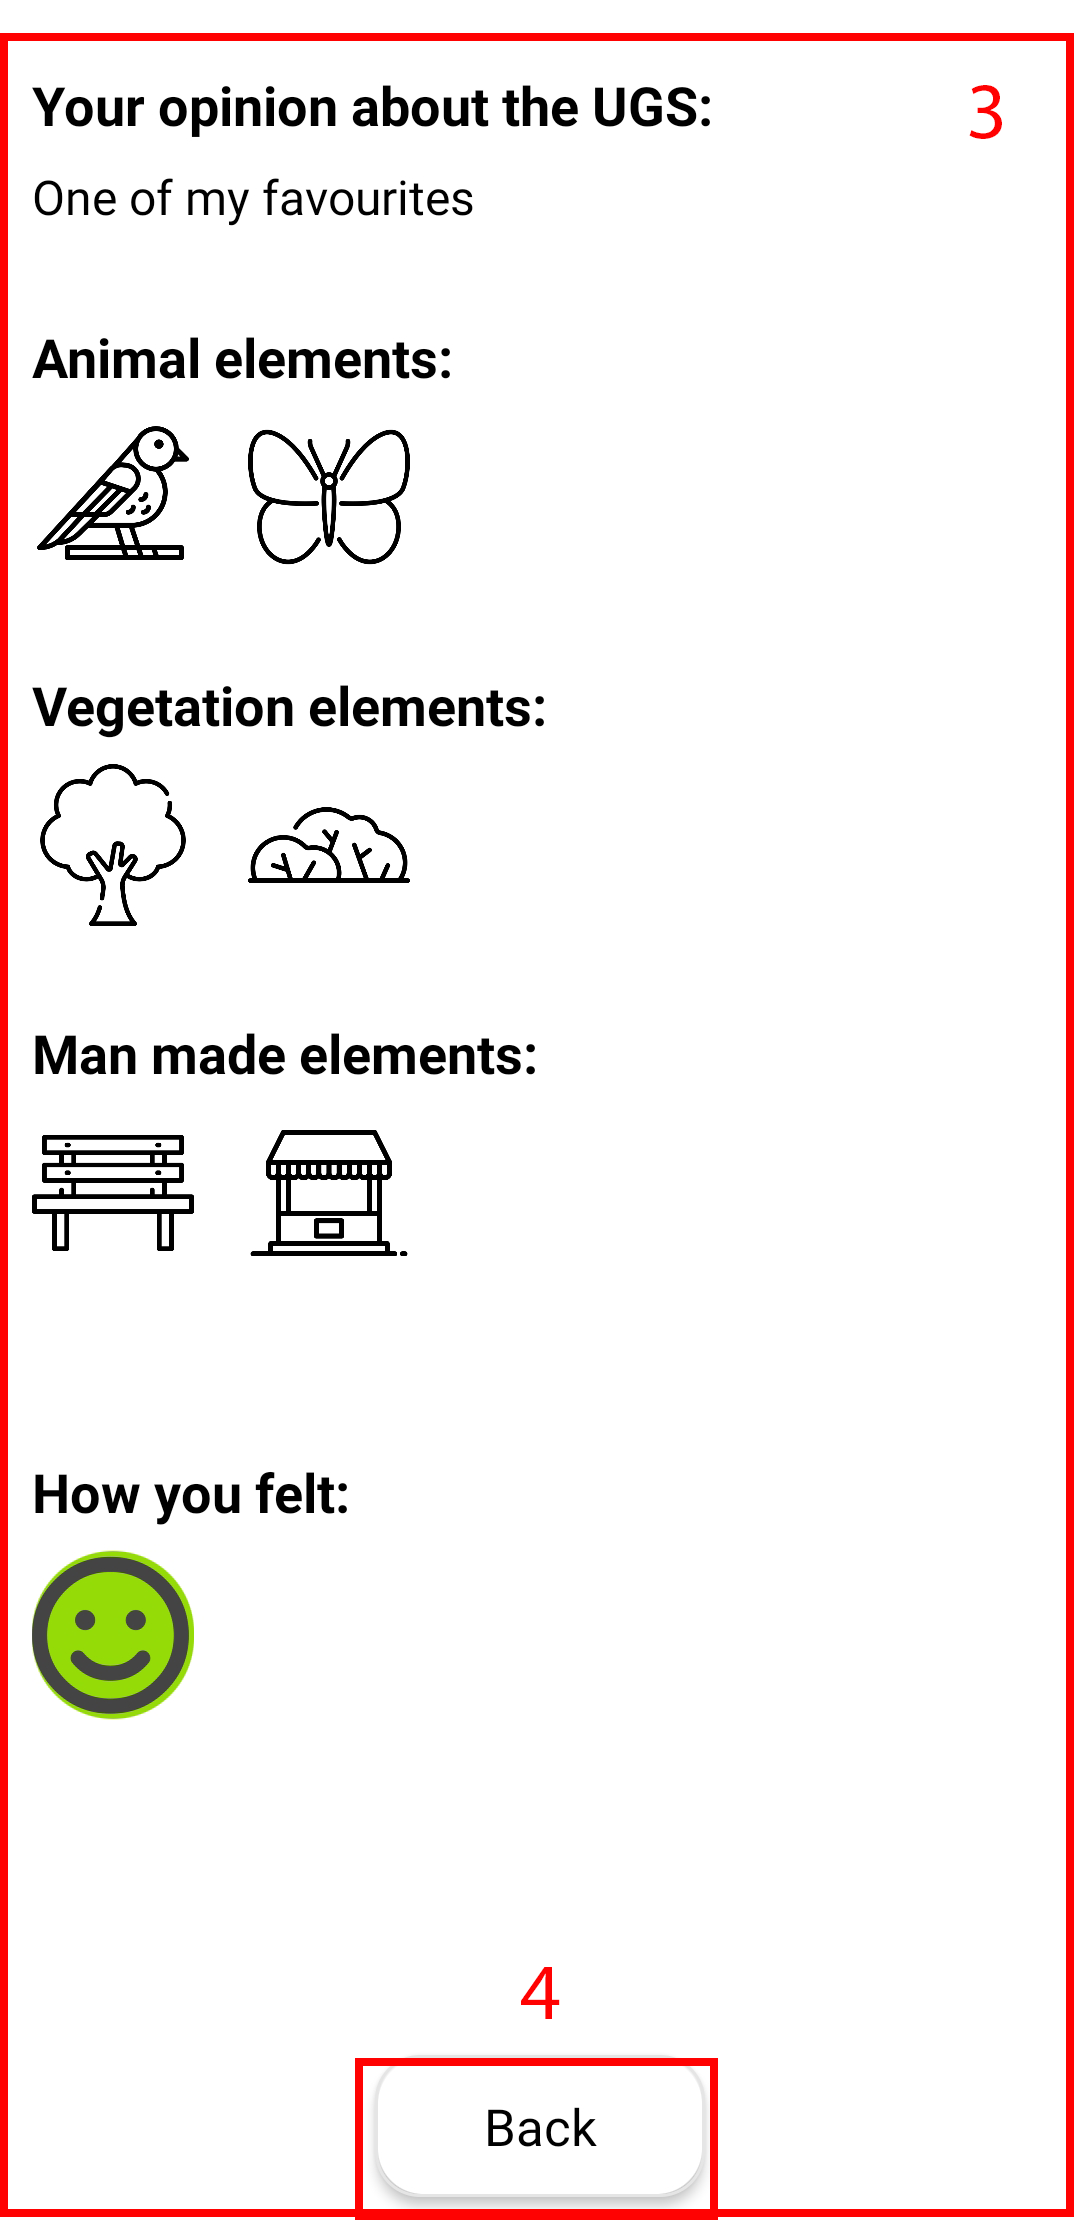 Your opinion about the UGS:
3
One of my favourites
Animal elements:
Vegetation elements:
Man made elements:
How you felt:
4
Back